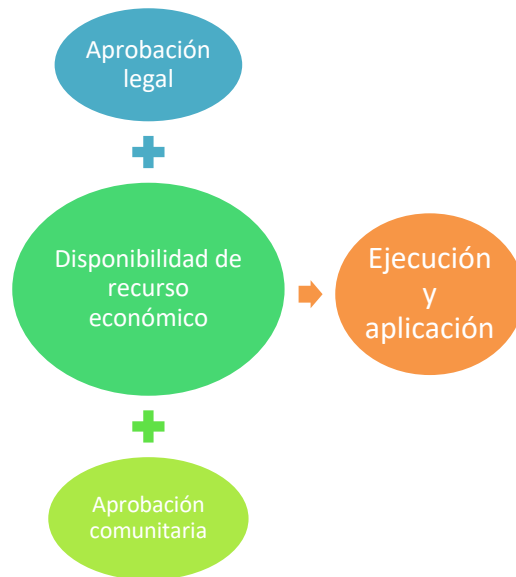 Aprobación
legal
Disponibilidad de
recurso
económico
Ejecución
y
aplicación
Aprobación
comunitaria